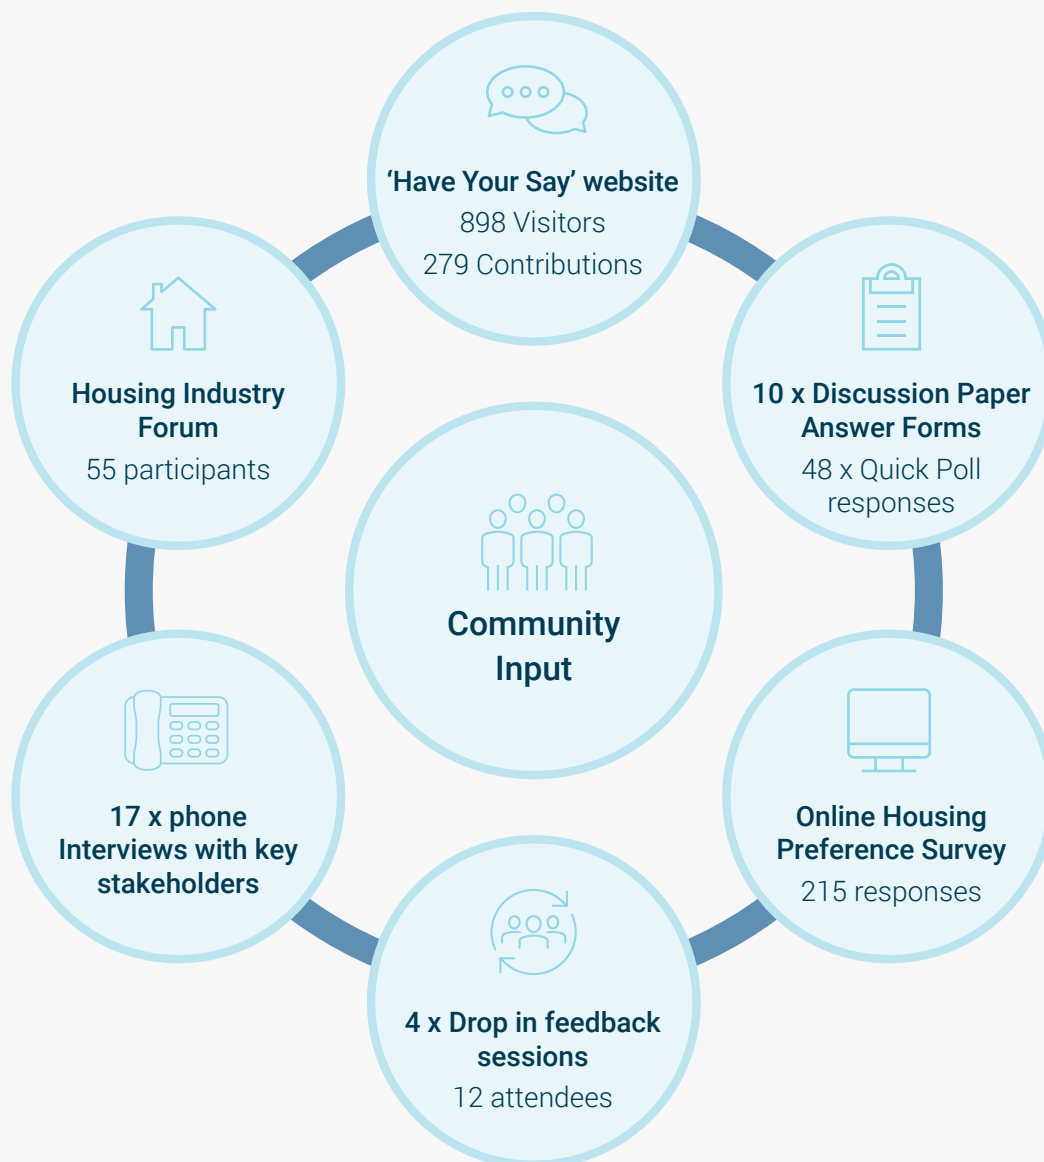 ‘Have Your Say’ website
898 Visitors
279 Contributions
10 x Discussion Paper
Answer Forms
48 x Quick Poll
responses
Online Housing
Preference Survey
215 responses
4 x Drop in feedback
sessions
12 attendees
17 x phone
Interviews with key
stakeholders
Housing Industry
Forum
55 participants
Community
Input